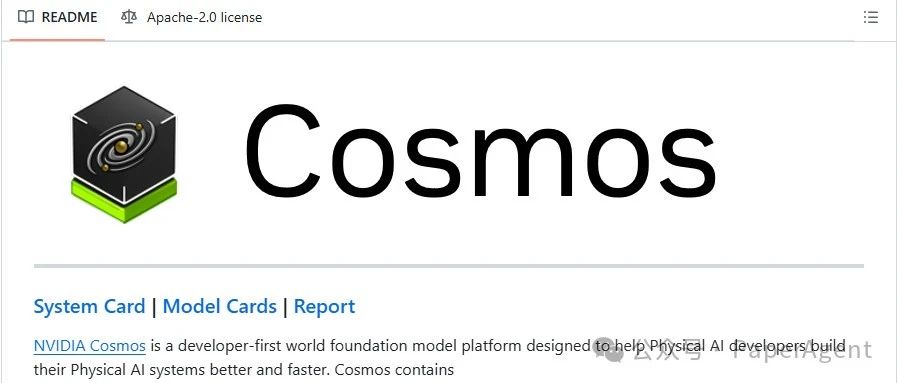 README Apache-2.0 license
Cosmos
System Card | Model Cards | Report
NVIDIA Cosmos is a developer-first world foundation model platform designed to help Physical AI developers build
their Physical AI systems better and faster. Cosmos contains
公众号 · PaperAgent